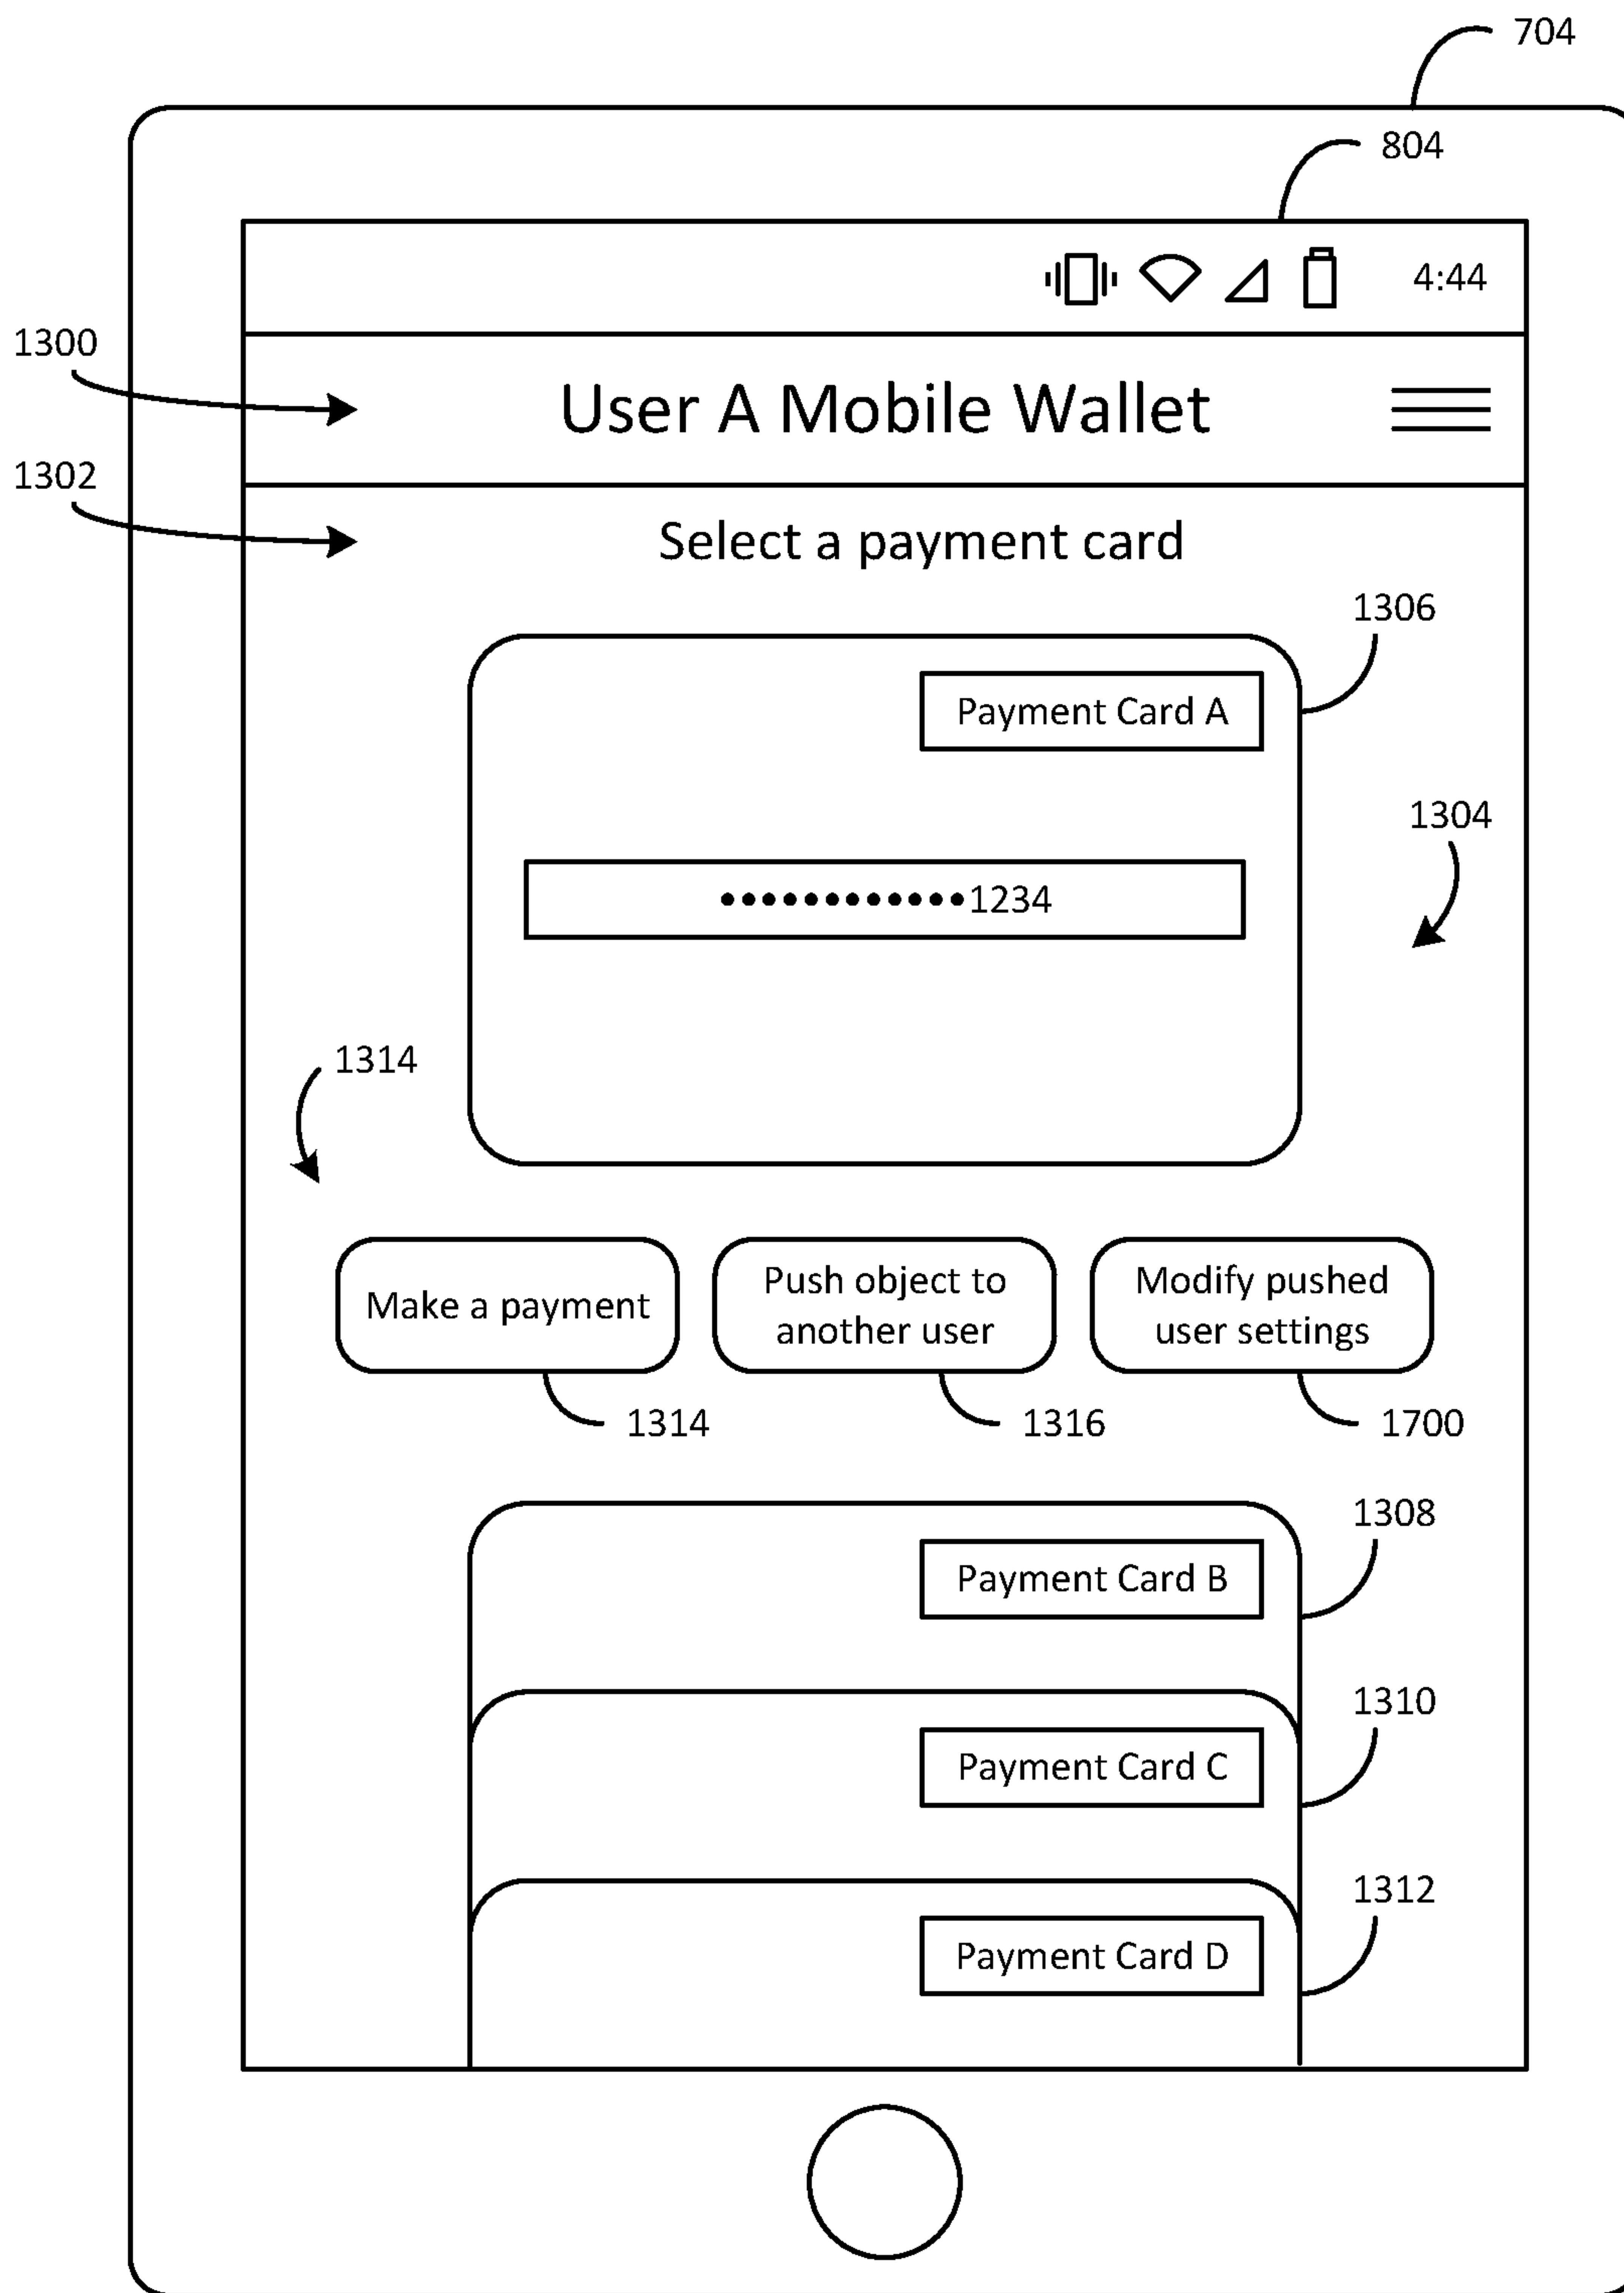 704
804
4:44
1300
User A Mobile Wallet
1302
Select a payment card
1306
Payment Card A
1304
••••••••••••1234
1314
Make a payment
Push object to
another user
Modify pushed
user settings
1314
1316
1700
1308
Payment Card B
1310
Payment Card C
1312
Payment Card D